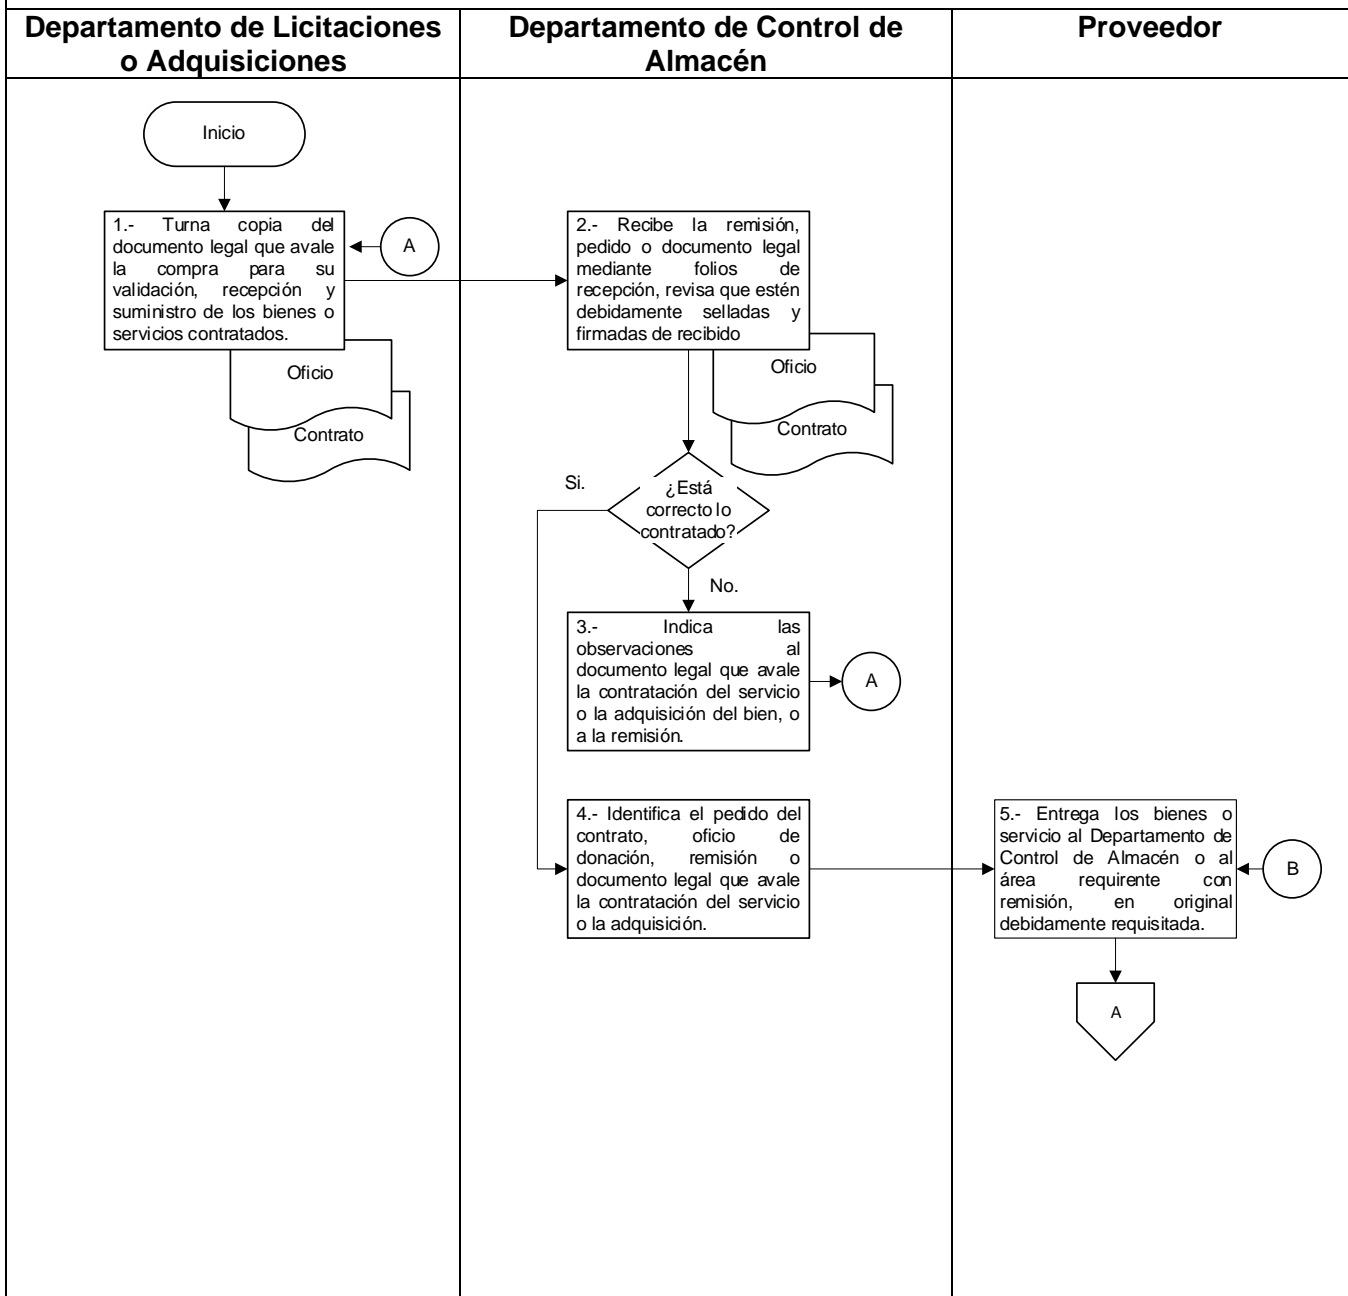 Departamento de Licitaciones
o Adquisiciones
Departamento de Control de
Almacén
Proveedor
Inicio
1.- Turna copia del
documento legal que avale
la compra para su
validación, recepción y
suministro de los bienes o
servicios contratados.
A
Oficio
Contrato
2.- Recibe la remisión,
pedido o documento legal
mediante folios de
recepción, revisa que estén
debidamente selladas y
firmadas de recibido
Oficio
Contrato
Si.
¿Está
correcto lo
contratado?
No.
3.- Indica las
observaciones al
documento legal que avale
la contratación del servicio
o la adquisición del bien, o
a la remisión.
A
4.- Identifica el pedido del
contrato, oficio de
donación, remisión o
documento legal que avale
la contratación del servicio
o la adquisición.
5.- Entrega los bienes o
servicio al Departamento de
Control de Almacén o al
área requirente con
remisión, en original
debidamente requisitada.
B
A